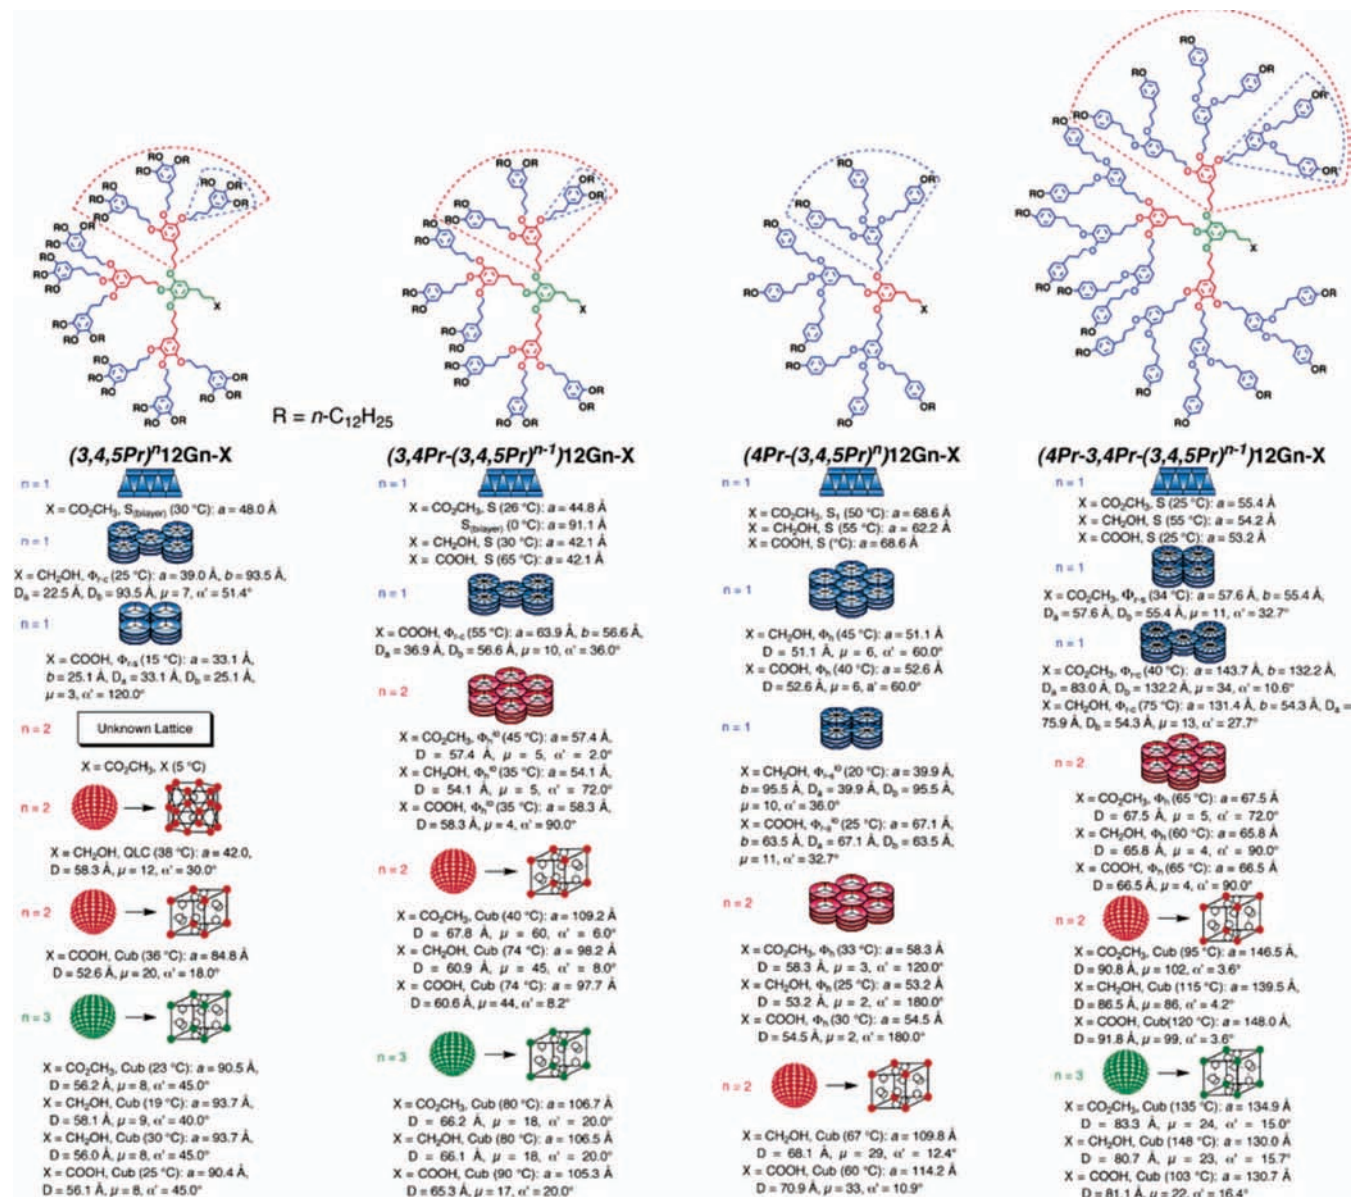 R = n-C12H25
(3,4,5Pr)^n12Gn-X
n = 1
X = CO2CH3, S(bilayer) (30 °C): a = 48.0 Å
n = 1
X = CH2OH, Φr-c (25 °C): a = 39.0 Å, b = 93.5 Å,
Da = 22.5 Å, Db = 93.5 Å, μ = 7, α' = 51.4°
n = 1
X = COOH, Φr-s (15 °C): a = 33.1 Å,
b = 25.1 Å, Da = 33.1 Å, Db = 25.1 Å,
μ = 3, α' = 120.0°
n = 2
Unknown Lattice
X = CO2CH3, X (5 °C)
n = 2
X = CH2OH, QLC (38 °C): a = 42.0,
D = 58.3 Å, μ = 12, α' = 30.0°
n = 2
X = COOH, Cub (36 °C): a = 84.8 Å
D = 52.6 Å, μ = 20, α' = 18.0°
n = 3
X = CO2CH3, Cub (23 °C): a = 90.5 Å,
D = 56.2 Å, μ = 8, α' = 45.0°
X = CH2OH, Cub (19 °C): a = 93.7 Å,
D = 58.1 Å, μ = 9, α' = 40.0°
X = CH2OH, Cub (30 °C): a = 93.7 Å,
D = 56.0 Å, μ = 8, α' = 45.0°
X = COOH, Cub (25 °C): a = 90.4 Å,
D = 56.1 Å, μ = 8, α' = 45.0°
(3,4Pr-(3,4,5Pr)^n-1)12Gn-X
n = 1
X = CO2CH3, S (26 °C): a = 44.8 Å
S(bilayer) (0 °C): a = 91.1 Å
X = CH2OH, S (30 °C): a = 42.1 Å
X = COOH, S (65 °C): a = 42.1 Å
n = 1
X = COOH, Φr-c (55 °C): a = 63.9 Å, b = 56.6 Å,
Da = 36.9 Å, Db = 56.6 Å, μ = 10, α' = 36.0°
n = 2
X = CO2CH3, Φh^io (45 °C): a = 57.4 Å,
D = 57.4 Å, μ = 5, α' = 2.0°
X = CH2OH, Φh^io (35 °C): a = 54.1 Å,
D = 54.1 Å, μ = 5, α' = 72.0°
X = COOH, Φh^io (35 °C): a = 58.3 Å,
D = 58.3 Å, μ = 4, α' = 90.0°
n = 2
X = CO2CH3, Cub (40 °C): a = 109.2 Å
D = 67.8 Å, μ = 60, α' = 6.0°
X = CH2OH, Cub (74 °C): a = 98.2 Å
D = 60.9 Å, μ = 45, α' = 8.0°
X = COOH, Cub (74 °C): a = 97.7 Å
D = 60.6 Å, μ = 44, α' = 8.2°
n = 3
X = CO2CH3, Cub (80 °C): a = 106.7 Å
D = 66.2 Å, μ = 18, α' = 20.0°
X = CH2OH, Cub (80 °C): a = 106.5 Å
D = 66.1 Å, μ = 18, α' = 20.0°
X = COOH, Cub (90 °C): a = 105.3 Å
D = 65.3 Å, μ = 17, α' = 20.0°
(4Pr-(3,4,5Pr)^n)12Gn-X
n = 1
X = CO2CH3, S1 (50 °C): a = 68.6 Å
X = CH2OH, S (55 °C): a = 62.2 Å
X = COOH, S (°C): a = 68.6 Å
n = 1
X = CH2OH, Φh (45 °C): a = 51.1 Å
D = 51.1 Å, μ = 6, α' = 60.0°
X = COOH, Φh (40 °C): a = 52.6 Å
D = 52.6 Å, μ = 6, a' = 60.0°
n = 1
X = CH2OH, Φr-s^io (20 °C): a = 39.9 Å
b = 95.5 Å, Da = 39.9 Å, Db = 95.5 Å,
μ = 10, α' = 36.0°
X = COOH, Φr-s^io (25 °C): a = 67.1 Å
b = 63.5 Å, Da = 67.1 Å, Db = 63.5 Å,
μ = 11, α' = 32.7°
n = 2
X = CO2CH3, Φh (33 °C): a = 58.3 Å
D = 58.3 Å, μ = 3, α' = 120.0°
X = CH2OH, Φh (25 °C): a = 53.2 Å
D = 53.2 Å, μ = 2, α' = 180.0°
X = COOH, Φh (30 °C): a = 54.5 Å
D = 54.5 Å, μ = 2, α' = 180.0°
n = 2
X = CH2OH, Cub (67 °C): a = 109.8 Å
D = 68.1 Å, μ = 29, α' = 12.4°
X = COOH, Cub (60 °C): a = 114.2 Å
D = 70.9 Å, μ = 33, α' = 10.9°
(4Pr-3,4Pr-(3,4,5Pr)^n-1)12Gn-X
n = 1
X = CO2CH3, S (25 °C): a = 55.4 Å
X = CH2OH, S (55 °C): a = 54.2 Å
X = COOH, S (25 °C): a = 53.2 Å
n = 1
X = CO2CH3, Φr-s (34 °C): a = 57.6 Å, b = 55.4 Å,
Da = 57.6 Å, Db = 55.4 Å, μ = 11, α' = 32.7°
n = 1
X = CO2CH3, Φr-c (40 °C): a = 143.7 Å, b = 132.2 Å,
Da = 83.0 Å, Db = 132.2 Å, μ = 34, α' = 10.6°
X = CH2OH, Φr-c (75 °C): a = 131.4 Å, b = 54.3 Å, Da =
75.9 Å, Db = 54.3 Å, μ = 13, α' = 27.7°
n = 2
X = CO2CH3, Φh (65 °C): a = 67.5 Å
D = 67.5 Å, μ = 5, α' = 72.0°
X = CH2OH, Φh (60 °C): a = 65.8 Å
D = 65.8 Å, μ = 4, α' = 90.0°
X = COOH, Φh (65 °C): a = 66.5 Å
D = 66.5 Å, μ = 4, α' = 90.0°
n = 2
X = CO2CH3, Cub (95 °C): a = 146.5 Å,
D = 90.8 Å, μ = 102, α' = 3.6°
X = CH2OH, Cub (115 °C): a = 139.5 Å,
D = 86.5 Å, μ = 86, α' = 4.2°
X = COOH, Cub(120 °C): a = 148.0 Å,
D = 91.8 Å, μ = 99, α' = 3.6°
n = 3
X = CO2CH3, Cub (135 °C): a = 134.9 Å
D = 83.3 Å, μ = 24, α' = 15.0°
X = CH2OH, Cub (148 °C): a = 130.0 Å
D = 80.7 Å, μ = 23, α' = 15.7°
X = COOH, Cub (103 °C): a = 130.7 Å
D = 81.1 Å, μ = 22, α' = 16.4°